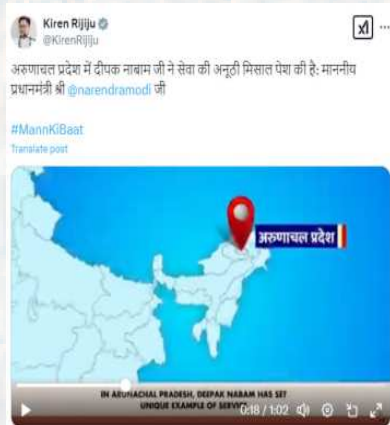 Kiren Rijiju
@KirenRijiju
अरुणाचल प्रदेश में दीपक नाबाम जी ने सेवा की अनूठी मिसाल पेश की है: माननीय
प्रधानमंत्री श्री @narendramodi जी
#MannKiBaat
Translate post
अरुणाचल प्रदेश
IN ARUNACHAL PRADESH, DEEPAK NABAM HAS SET
UNIQUE EXAMPLE OF SERVICE
0:18 / 1:02